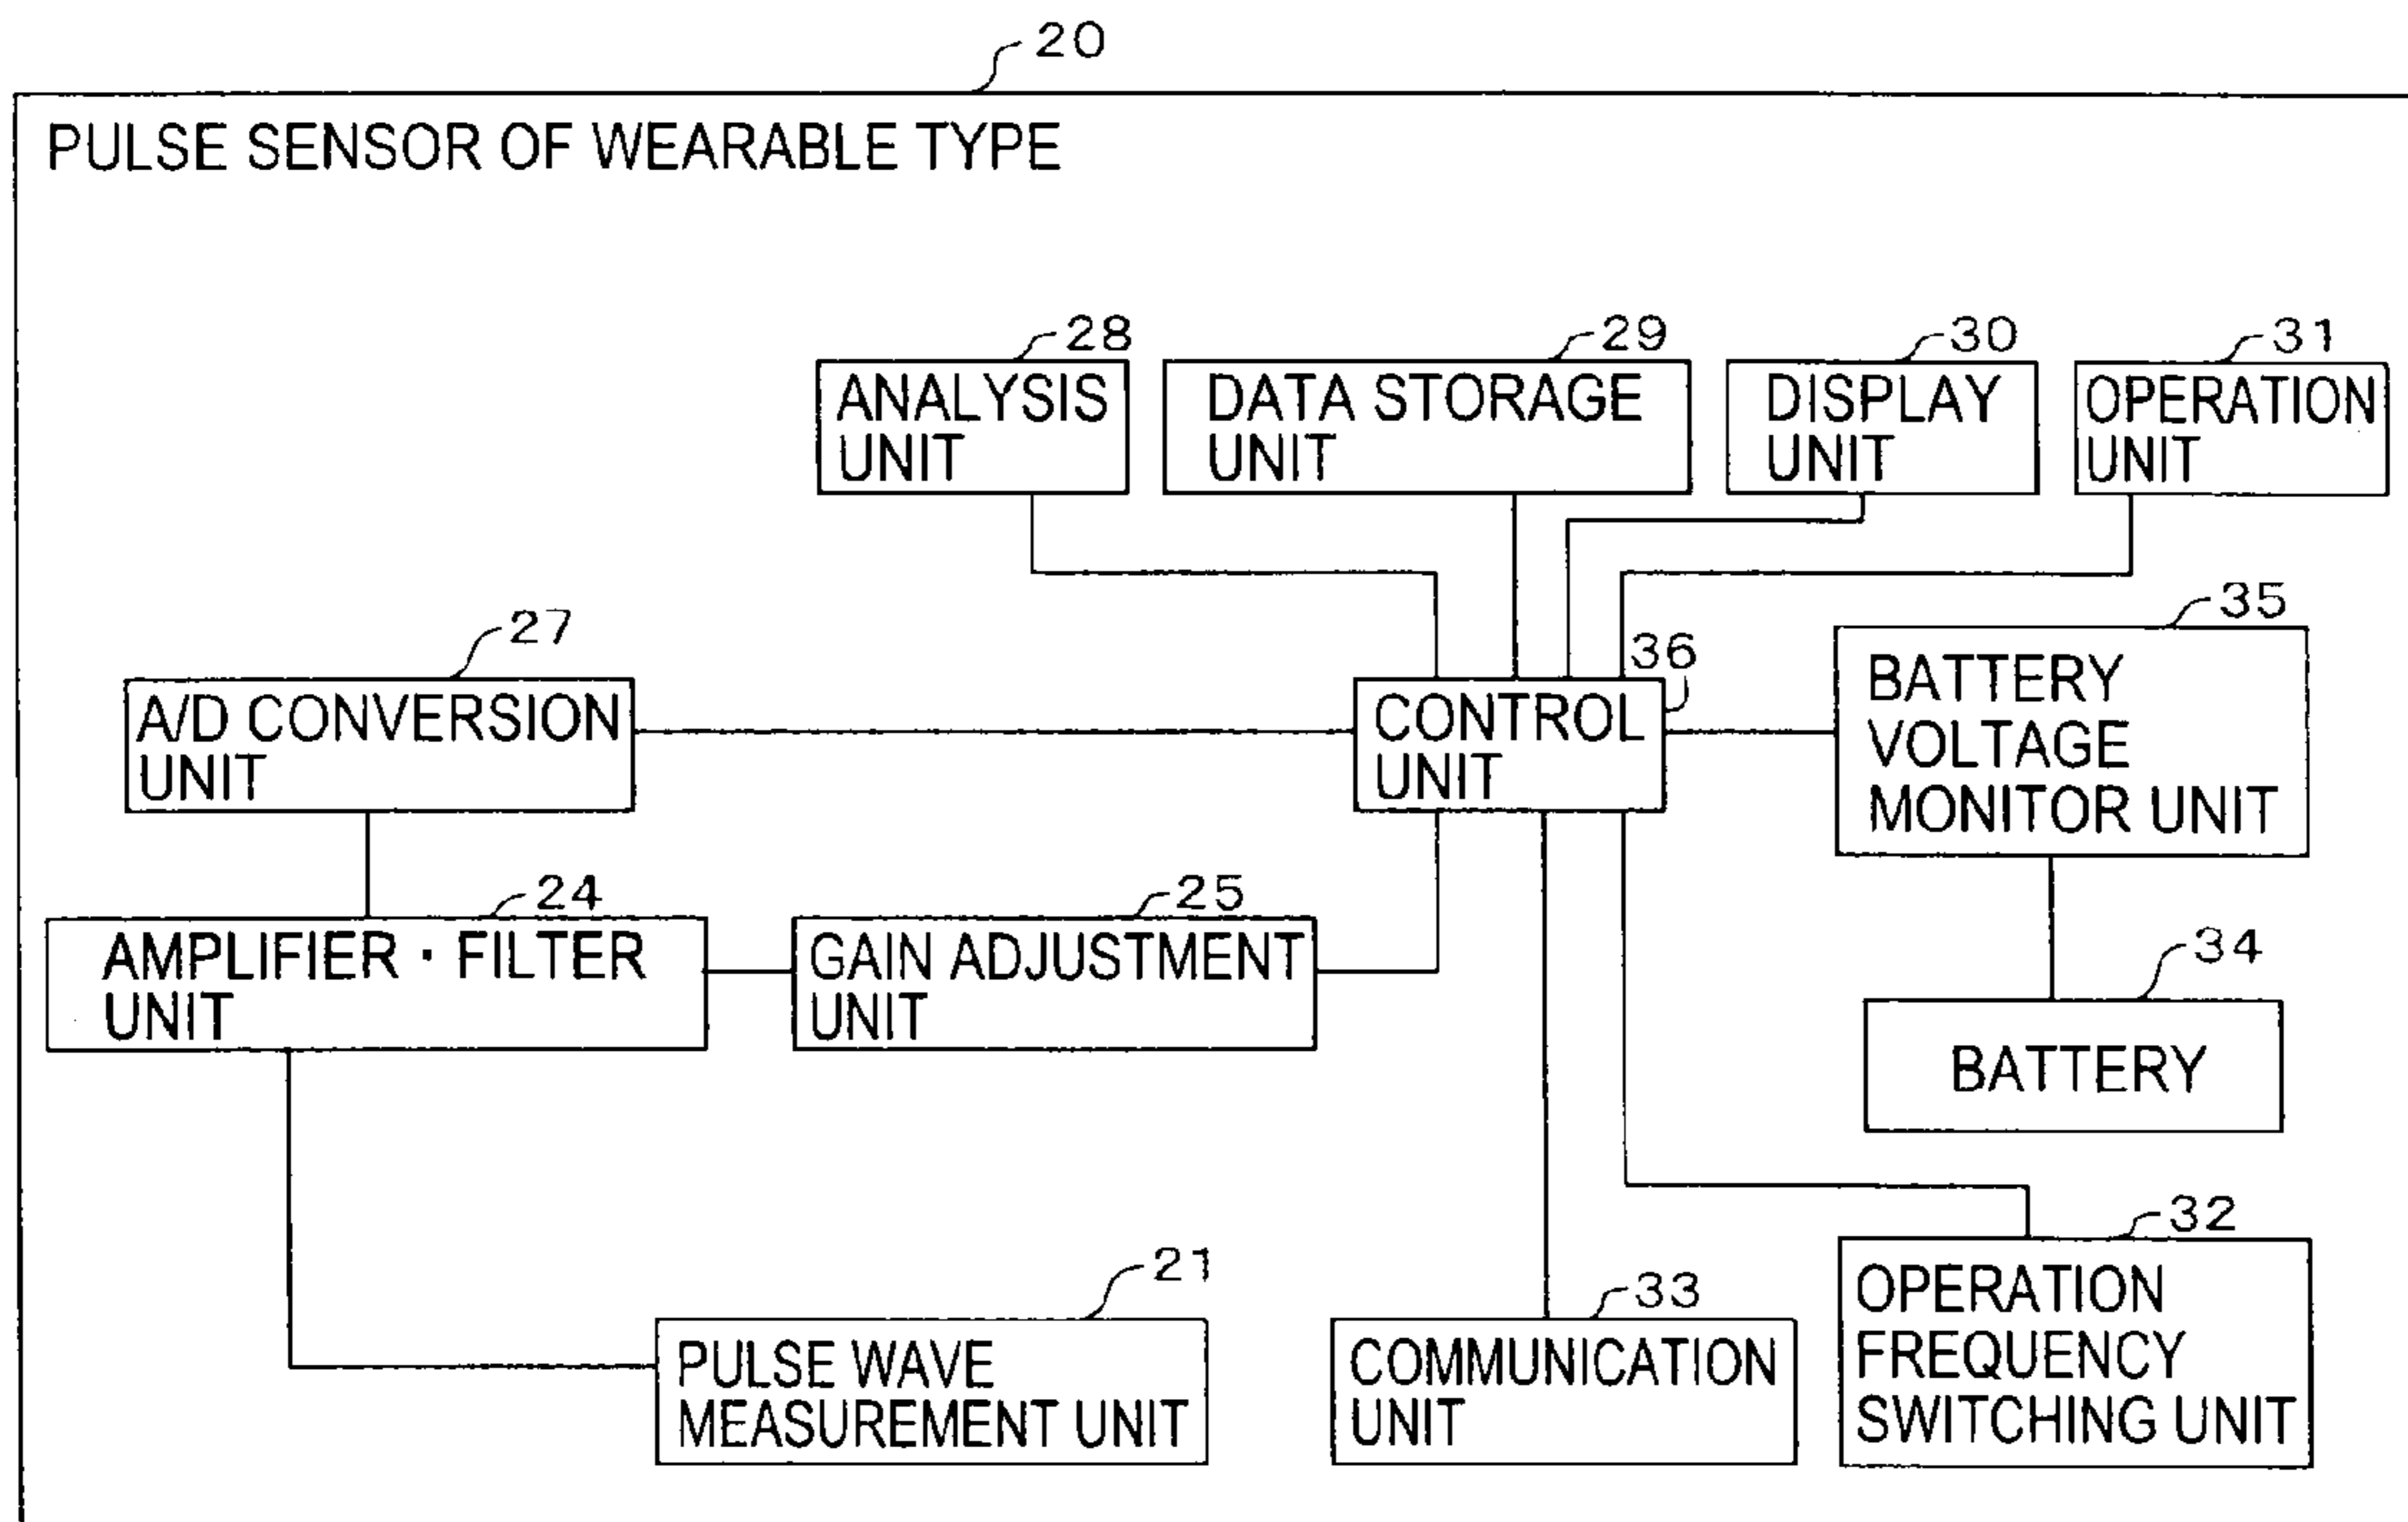 20
PULSE SENSOR OF WEARABLE TYPE
28
29
30
31
ANALYSIS
UNIT
DATA STORAGE
UNIT
DISPLAY
UNIT
OPERATION
UNIT
27
36
35
A/D CONVERSION
UNIT
CONTROL
UNIT
BATTERY
VOLTAGE
MONITOR UNIT
24
25
34
AMPLIFIER · FILTER
UNIT
GAIN ADJUSTMENT
UNIT
BATTERY
21
33
32
PULSE WAVE
MEASUREMENT UNIT
COMMUNICATION
UNIT
OPERATION
FREQUENCY
SWITCHING UNIT